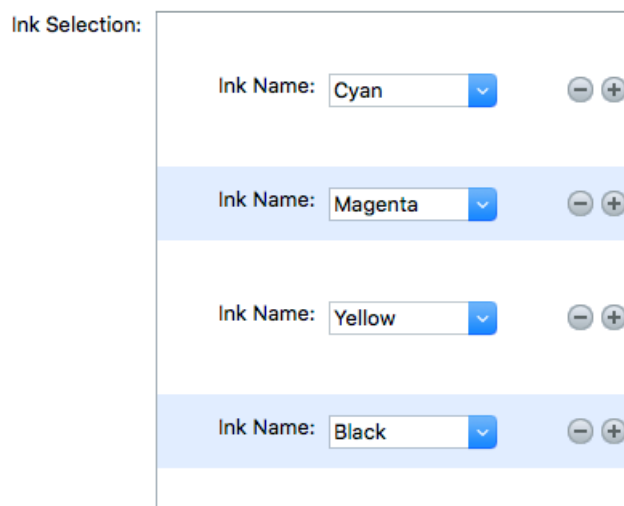 Ink Selection:
Ink Name: Cyan
Ink Name: Magenta
Ink Name: Yellow
Ink Name: Black